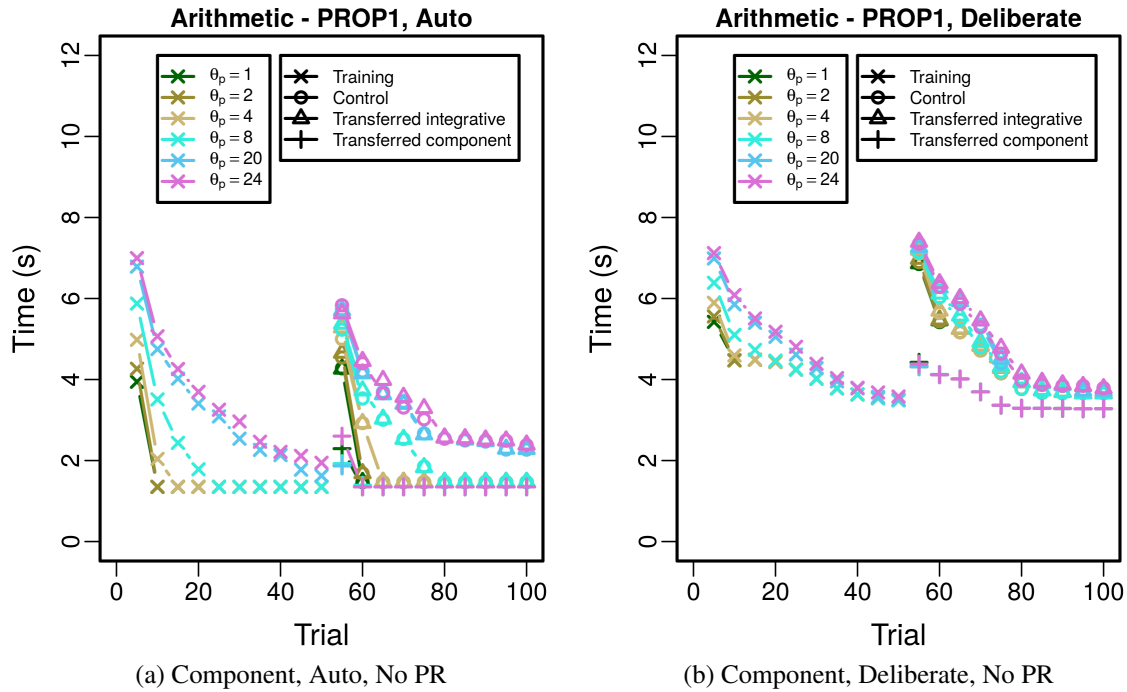 Arithmetic - PROP1, Auto
Time (s)
12
10
8
6
4
2
0
θp = 1
θp = 2
θp = 4
θp = 8
θp = 20
θp = 24
Training
Control
Transferred integrative
Transferred component
0 20 40 60 80 100
Trial
(a) Component, Auto, No PR
Arithmetic - PROP1, Deliberate
Time (s)
12
10
8
6
4
2
0
θp = 1
θp = 2
θp = 4
θp = 8
θp = 20
θp = 24
Training
Control
Transferred integrative
Transferred component
0 20 40 60 80 100
Trial
(b) Component, Deliberate, No PR